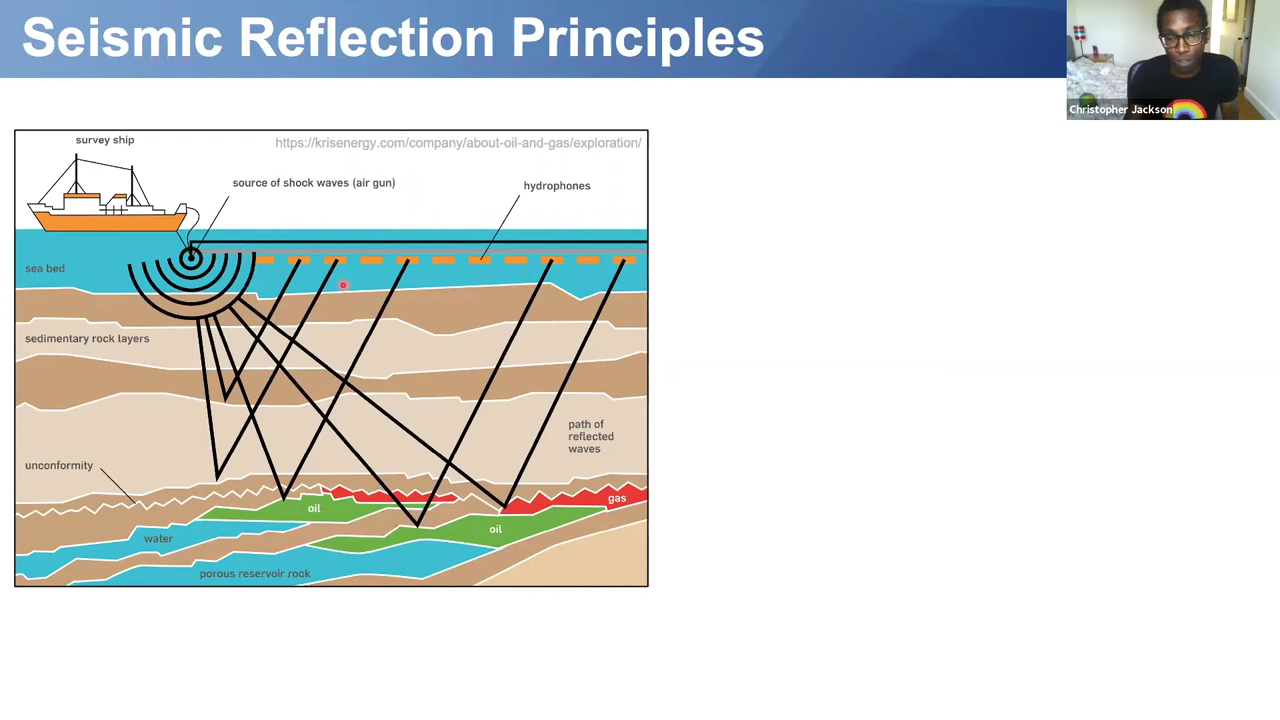 Seismic Reflection Principles
Christopher Jackson
survey ship
https://krisenergy.com/company/about-oil-and-gas/exploration/
source of shock waves (air gun)
hydrophones
sea bed
sedimentary rock layers
path of
reflected
waves
unconformity
gas
oil
oil
water
porous reservoir rock